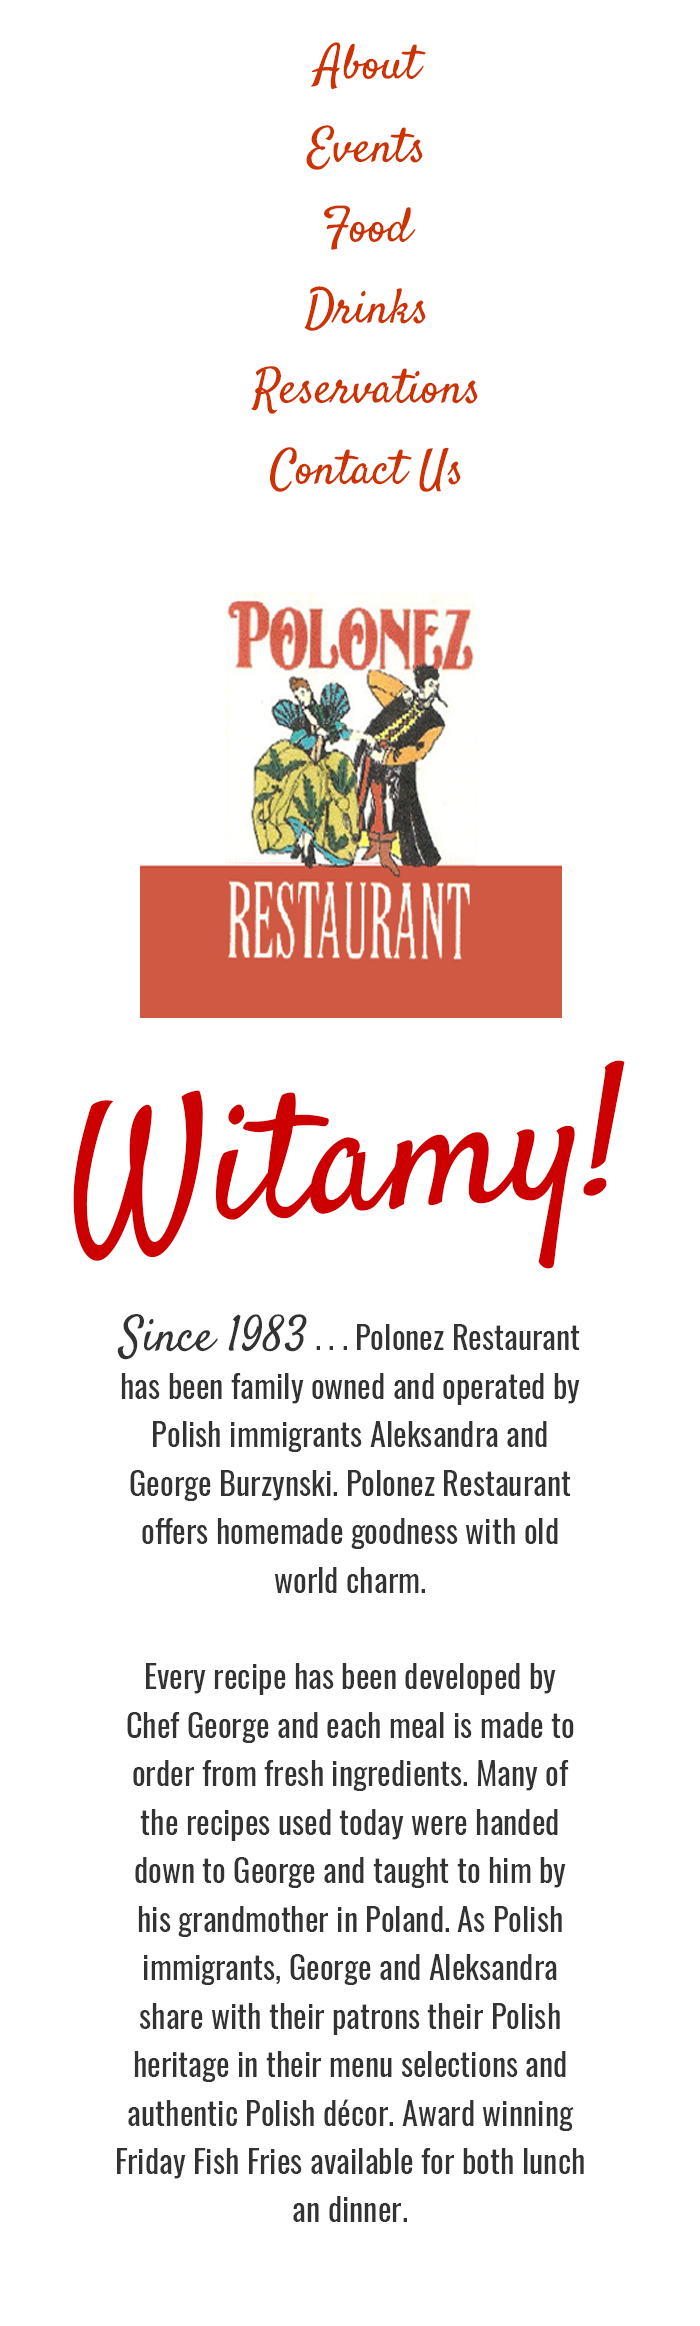 About
Events
Food
Drinks
Reservations
Contact Us
POLONEZ
RESTAURANT
Witamy!
Since 1983 . . . Polonez Restaurant
has been family owned and operated by
Polish immigrants Aleksandra and
George Burzynski. Polonez Restaurant
offers homemade goodness with old
world charm.
Every recipe has been developed by
Chef George and each meal is made to
order from fresh ingredients. Many of
the recipes used today were handed
down to George and taught to him by
his grandmother in Poland. As Polish
immigrants, George and Aleksandra
share with their patrons their Polish
heritage in their menu selections and
authentic Polish décor. Award winning
Friday Fish Fries available for both lunch
an dinner.